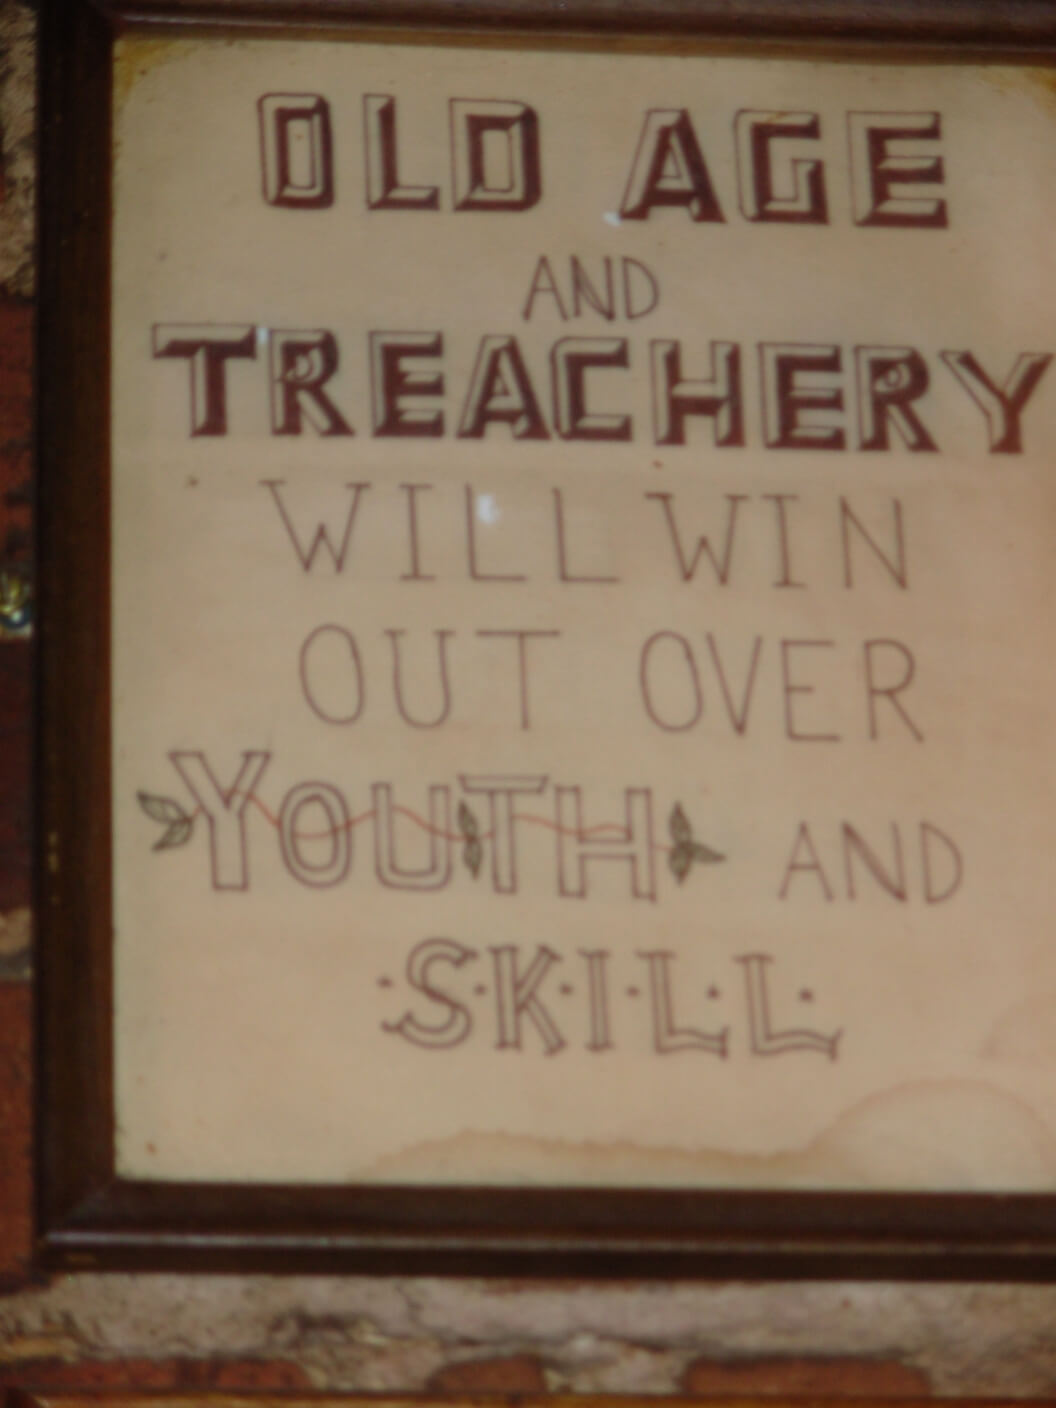 OLD AGE
AND
TREACHERY
WILL WIN
OUT OVER
YOUTH AND
·S·K·I·L·L·